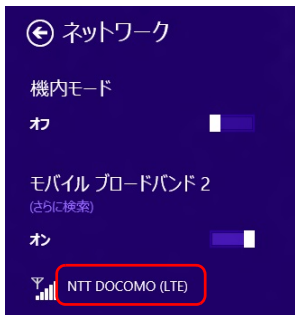 ネットワーク
機内モード
オフ
モバイル ブロードバンド 2
(さらに検索)
オン
NTT DOCOMO (LTE)